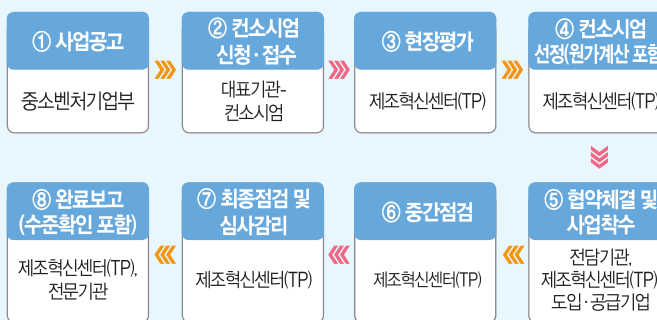 ① 사업공고
중소벤처기업부
② 컨소시엄
신청·접수
대표기관-
컨소시엄
③ 현장평가
제조혁신센터(TP)
④ 컨소시엄
선정(원가계산 포함
제조혁신센터(TP)
⑤ 협약체결 및
사업착수
전담기관,
제조혁신센터(TP)
도입·공급기업
⑥ 중간점검
제조혁신센터(TP)
⑦ 최종점검 및
심사감리
제조혁신센터(TP)
⑧ 완료보고
(수준확인 포함)
제조혁신센터(TP),
전문기관